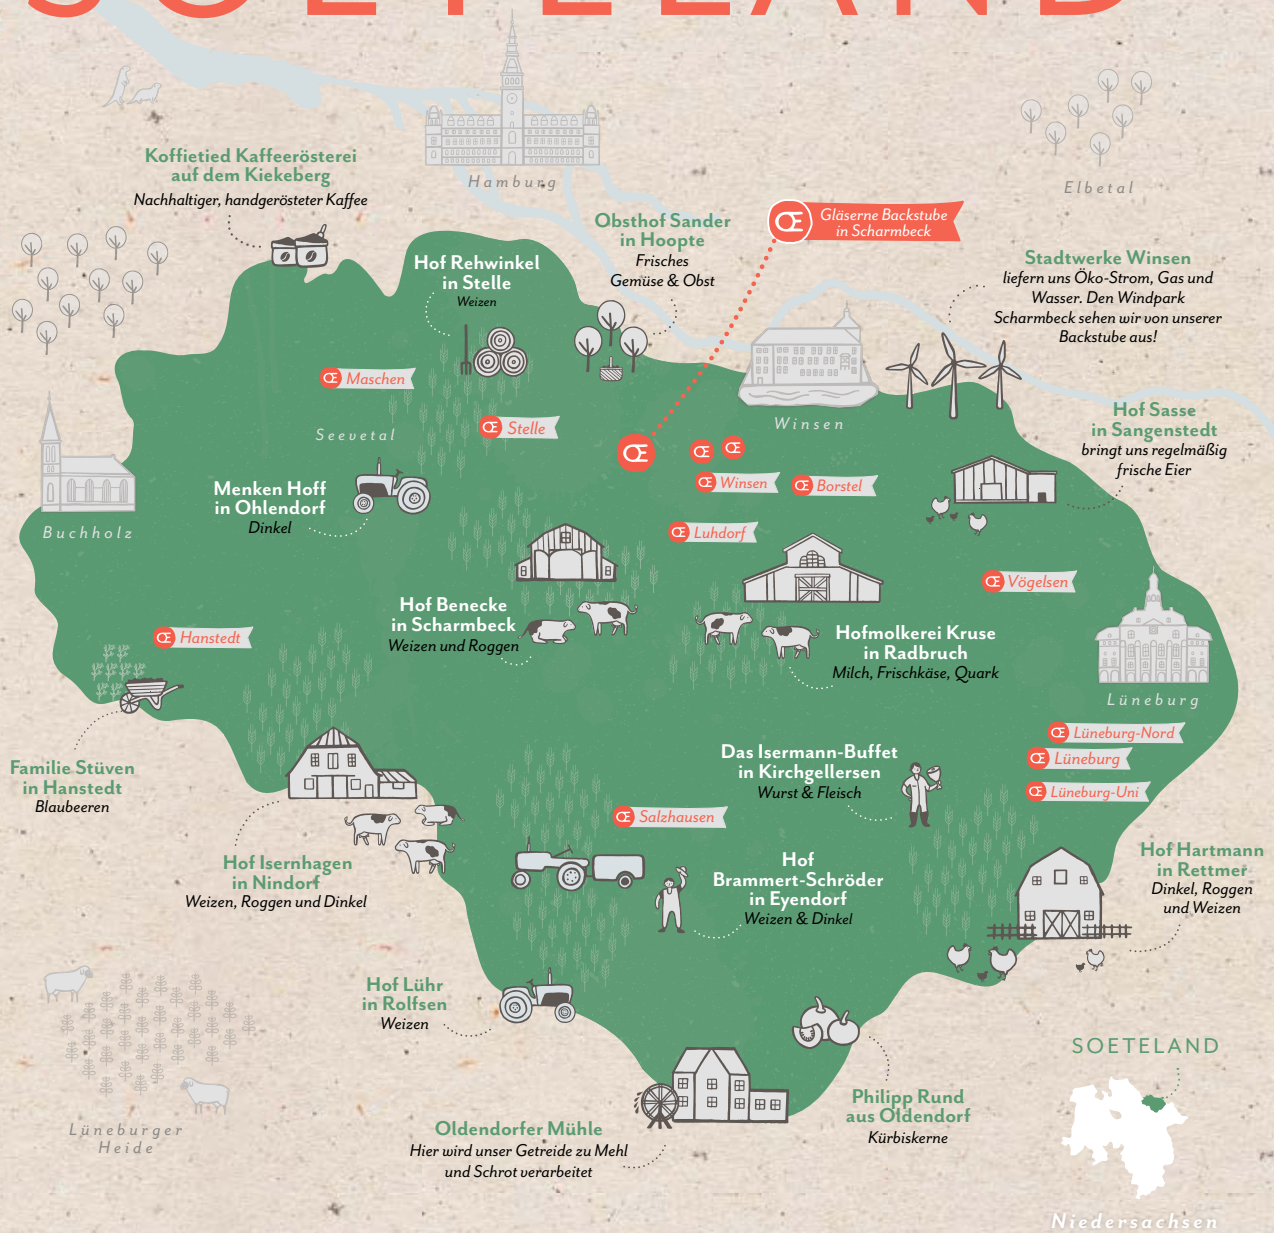 SOETELAND
Hamburg
Elbetal
Koffietied Kaffeerösterei
auf dem Kiekeberg
Nachhaltiger, handgerösteter Kaffee
Obsthof Sander
in Hoopte
Frisches
Gemüse & Obst
Œ
Gläserne Backstube
in Scharmbeck
Hof Rehwinkel
in Stelle
Weizen
Stadtwerke Winsen
liefern uns Öko-Strom, Gas und
Wasser. Den Windpark
Scharmbeck sehen wir von unserer
Backstube aus!
Œ Maschen
Seevetal
Œ Stelle
Winsen
Hof Sasse
in Sangenstedt
bringt uns regelmäßig
frische Eier
Œ
Œ
Œ
Œ Winsen
Œ Borstel
Buchholz
Menken Hoff
in Ohlendorf
Dinkel
Œ Luhdorf
Œ Vögelsen
Hof Benecke
in Scharmbeck
Weizen und Roggen
Œ Hanstedt
Hofmolkerei Kruse
in Radbruch
Milch, Frischkäse, Quark
Lüneburg
Œ Lüneburg-Nord
Œ Lüneburg
Œ Lüneburg-Uni
Familie Stüven
in Hanstedt
Blaubeeren
Das Isermann-Buffet
in Kirchgellersen
Wurst & Fleisch
Œ Salzhausen
Hof Isernhagen
in Nindorf
Weizen, Roggen und Dinkel
Hof
Brammert-Schröder
in Eyendorf
Weizen & Dinkel
Hof Hartmann
in Rettmer
Dinkel, Roggen
und Weizen
Hof Lühr
in Rolfsen
Weizen
Lüneburger
Heide
Oldendorfer Mühle
Hier wird unser Getreide zu Mehl
und Schrot verarbeitet
Philipp Rund
aus Oldendorf
Kürbiskerne
SOETELAND
Niedersachsen